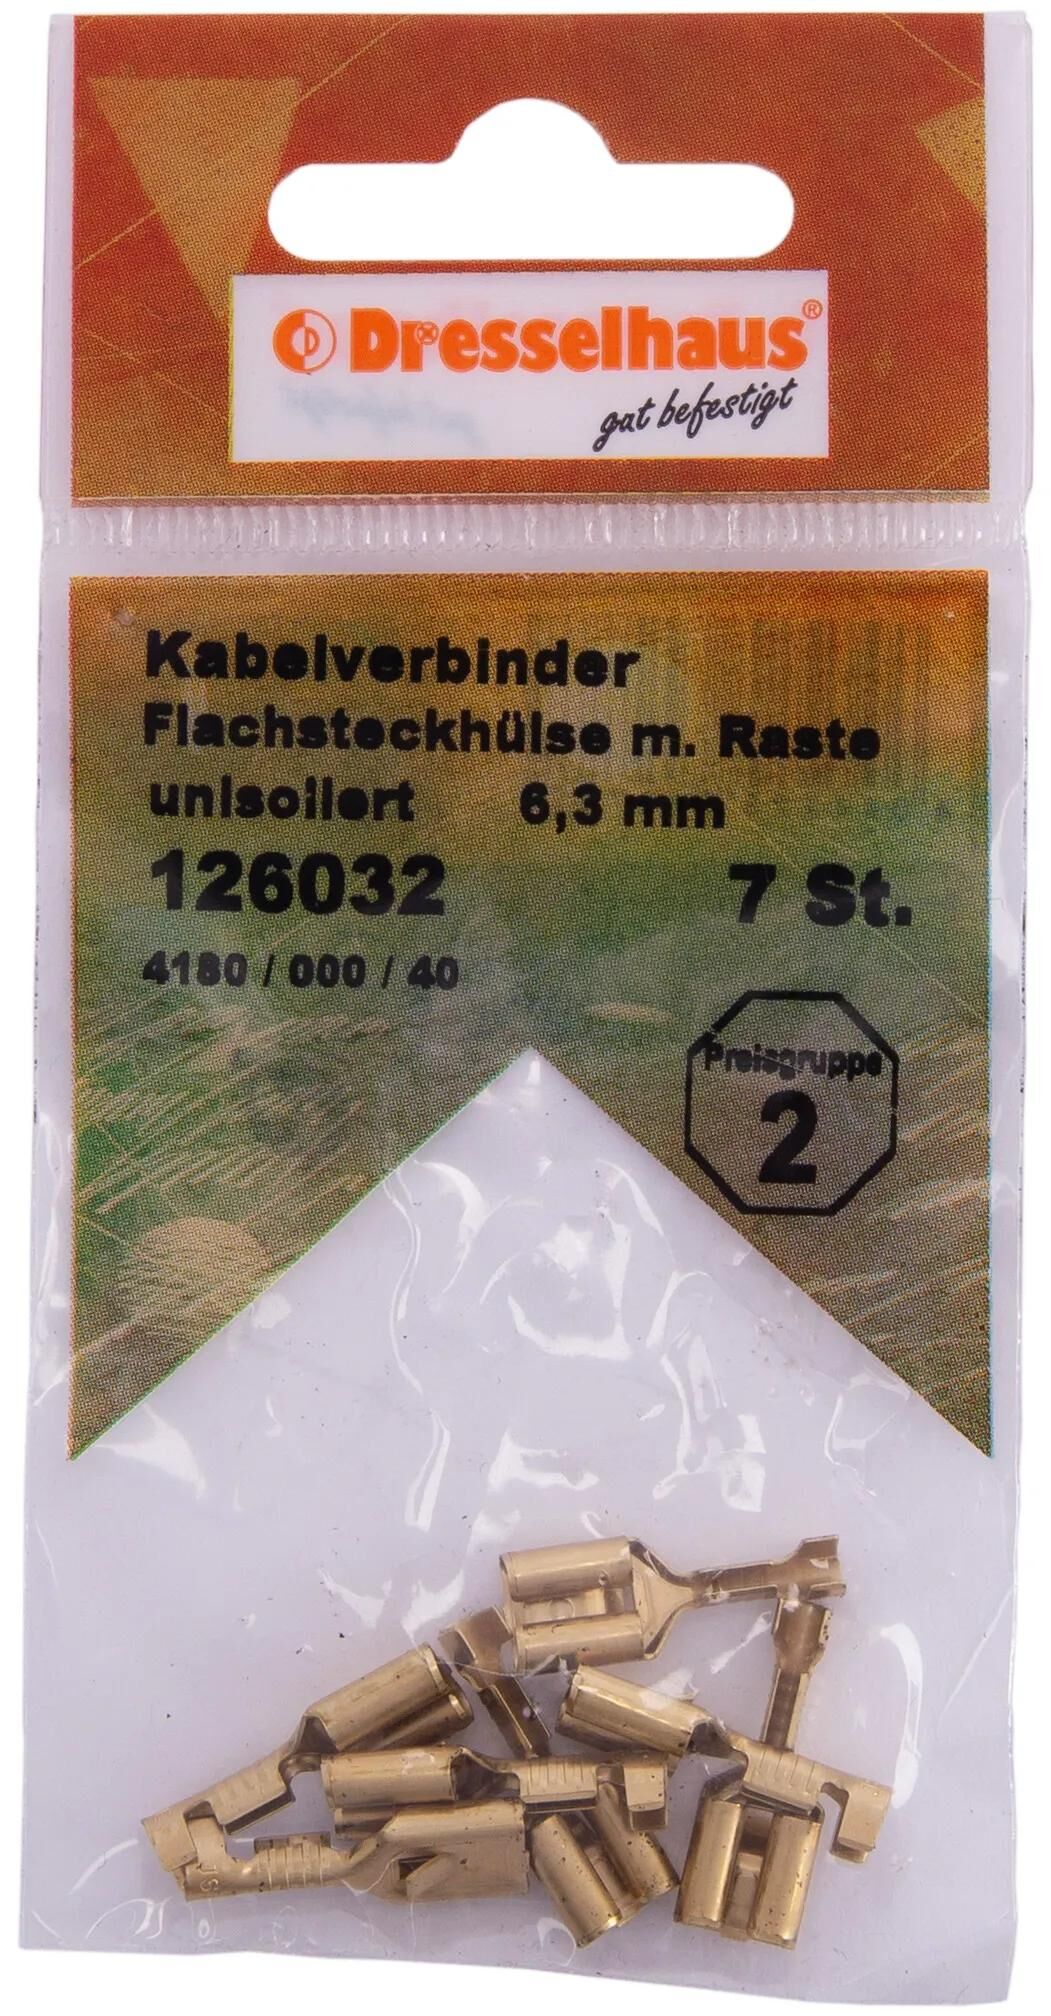 Dresselhaus®
gut befestigt
Kabelverbinder
Flachsteckhülse m. Raste
unisoliert 6,3 mm
126032 7 St.
4180 / 000 / 40
Preisgruppe
2